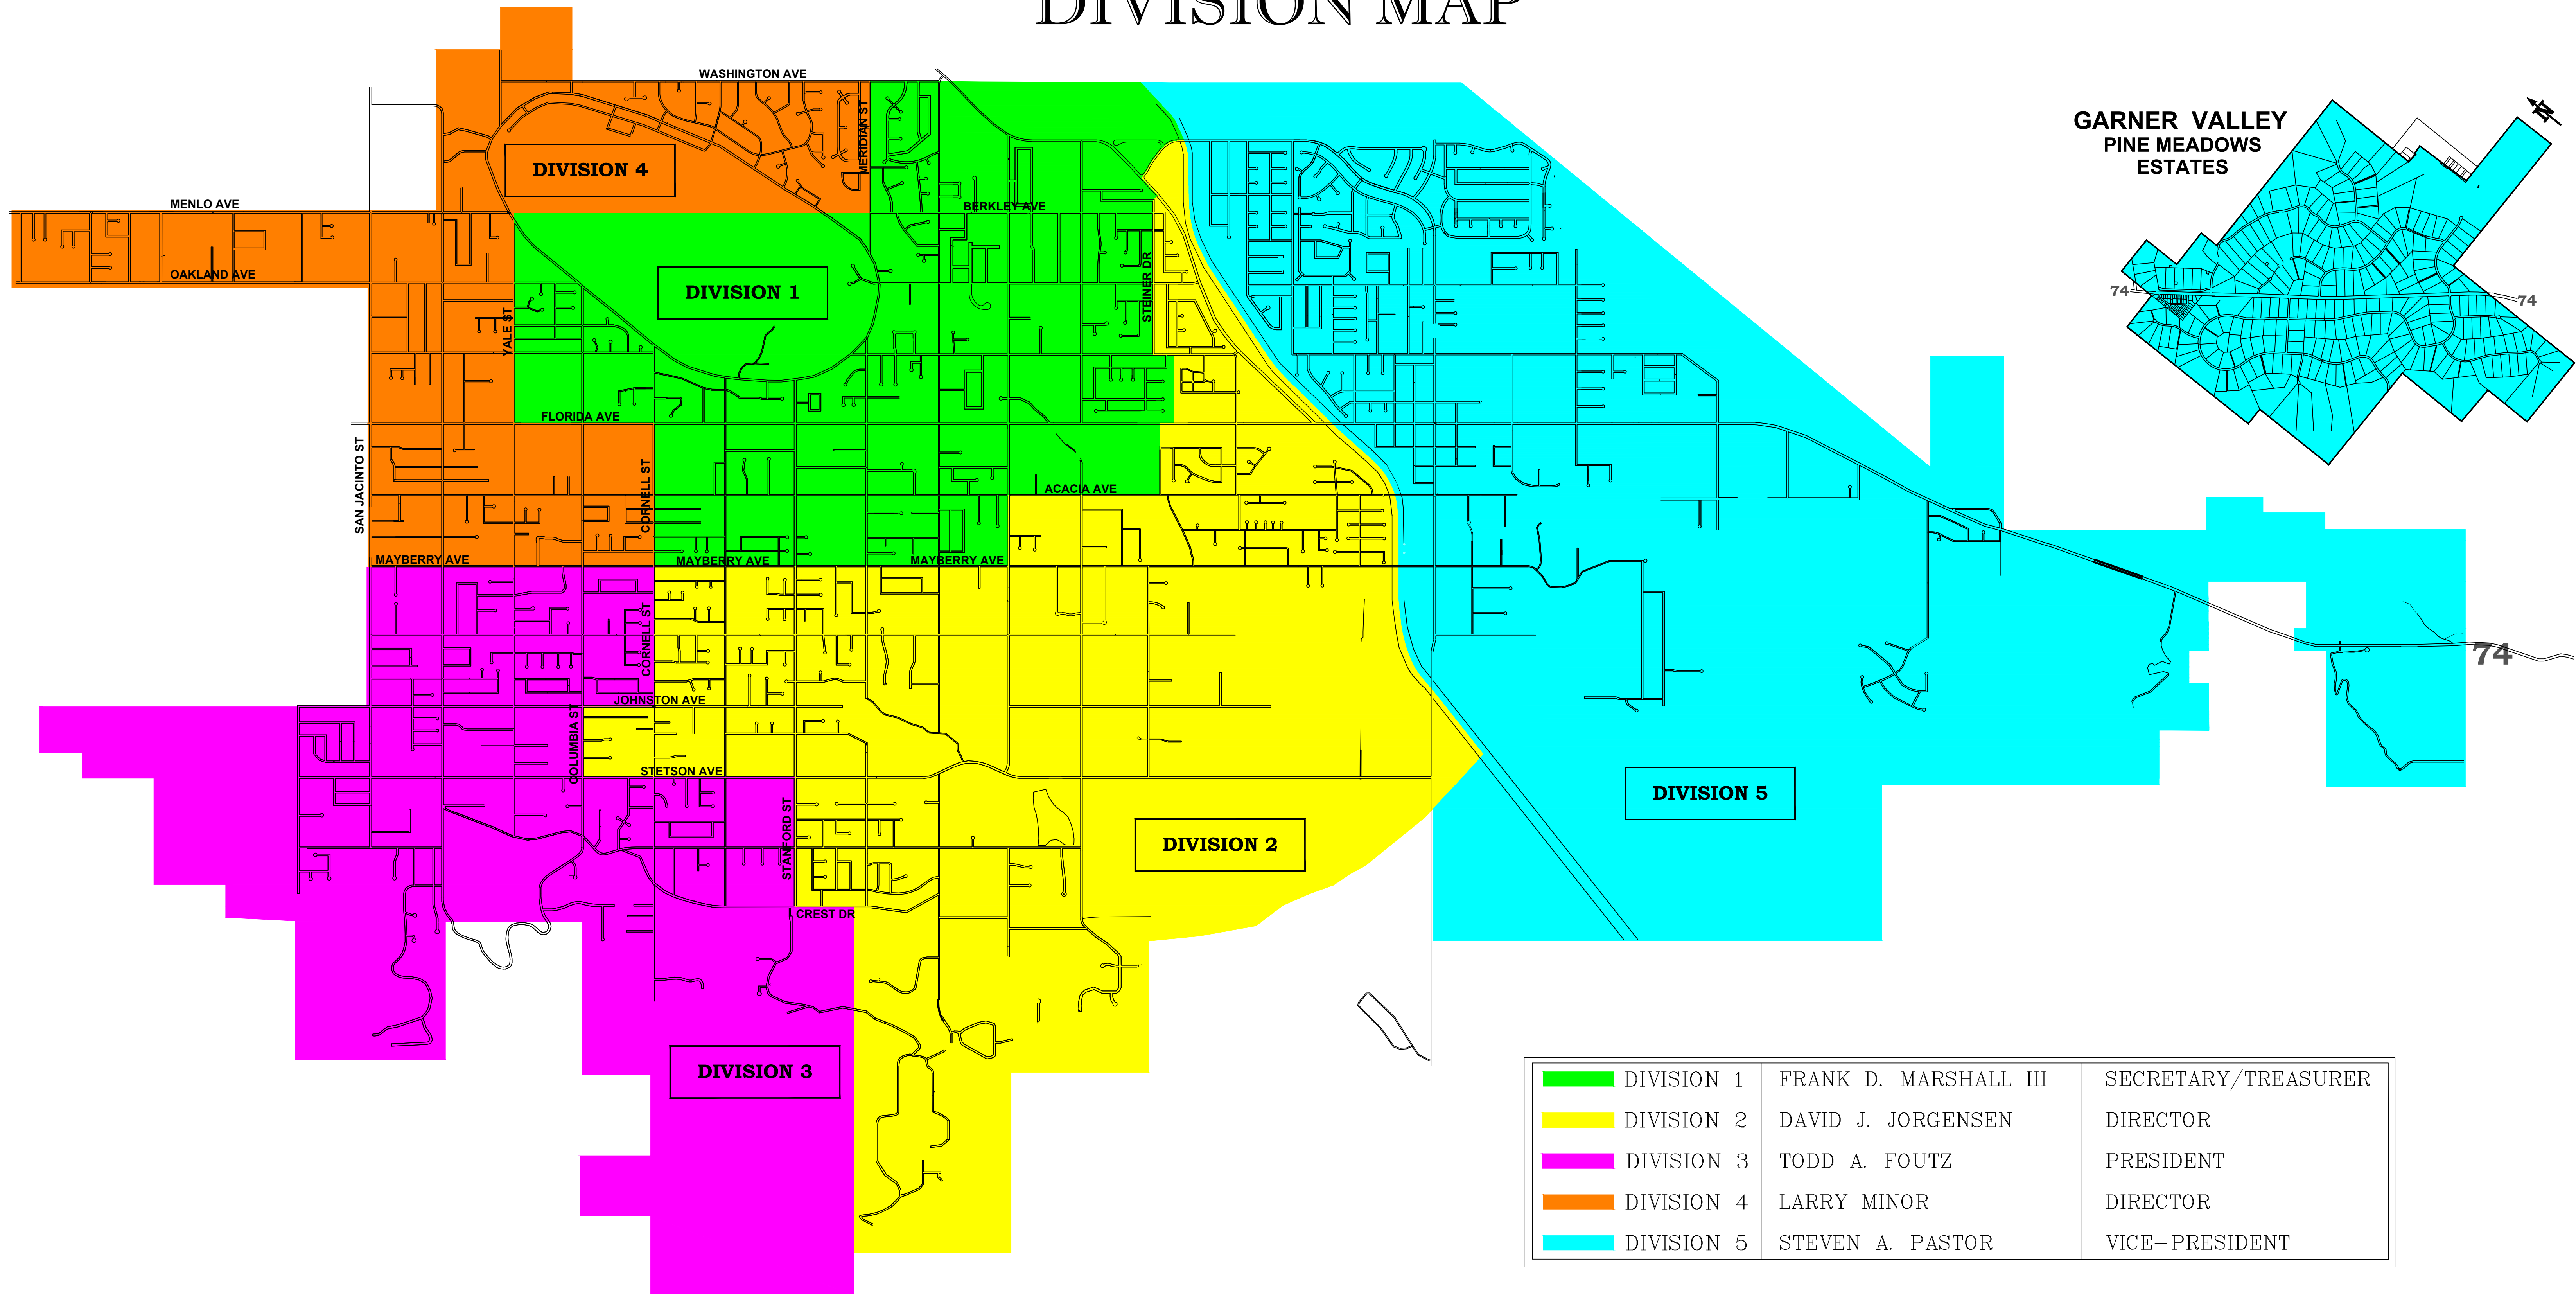 DIVISION MAP
WASHINGTON AVE
MERIDIAN ST
GARNER VALLEY
PINE MEADOWS
ESTATES
N
DIVISION 4
MENLO AVE
BERKLEY AVE
OAKLAND AVE
DIVISION 1
STEINER DR
74
74
YALE ST
FLORIDA AVE
SAN JACINTO ST
CORNELL ST
ACACIA AVE
MAYBERRY AVE
MAYBERRY AVE
MAYBERRY AVE
CORNELL ST
74
JOHNSTON AVE
COLUMBIA ST
STETSON AVE
DIVISION 5
STANFORD ST
DIVISION 2
CREST DR
DIVISION 3
DIVISION 1 FRANK D. MARSHALL III SECRETARY/TREASURER
DIVISION 2 DAVID J. JORGENSEN DIRECTOR
DIVISION 3 TODD A. FOUTZ PRESIDENT
DIVISION 4 LARRY MINOR DIRECTOR
DIVISION 5 STEVEN A. PASTOR VICE-PRESIDENT